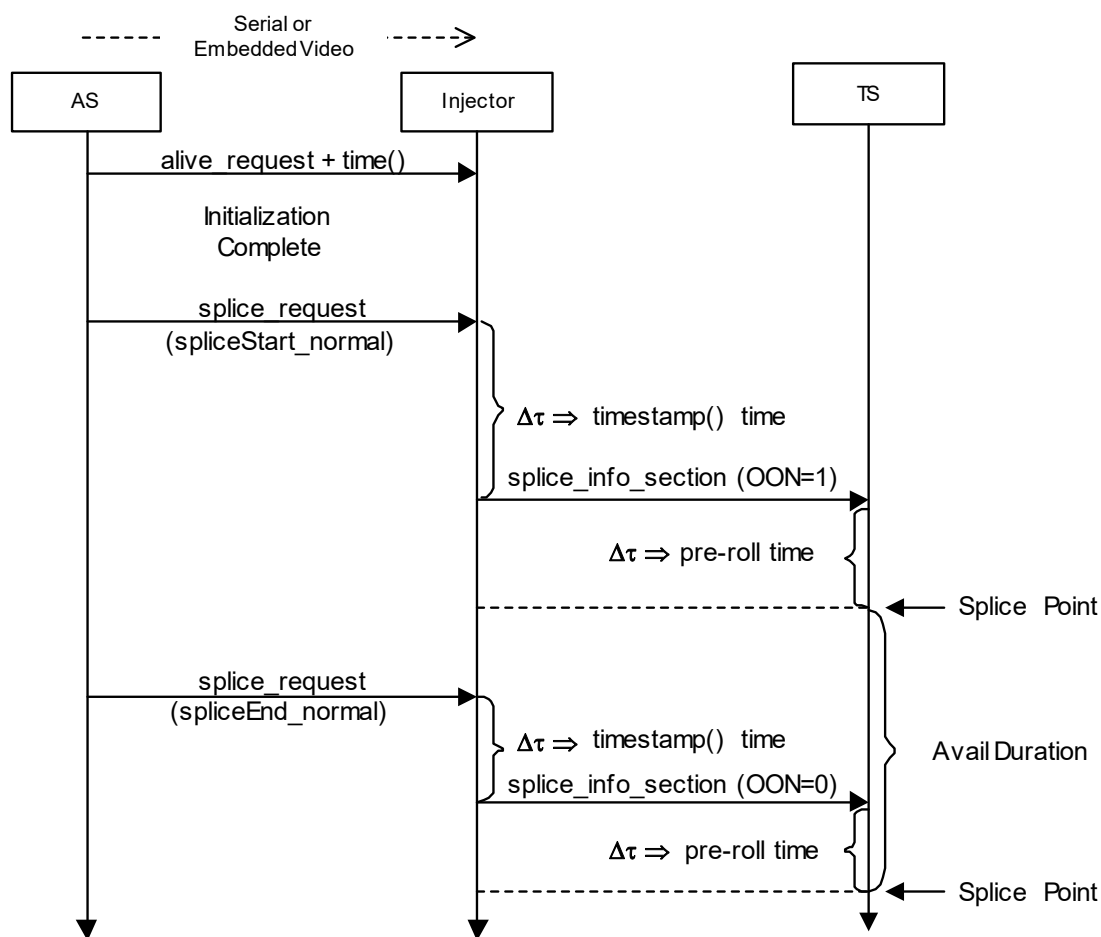 Serial or
Embedded Video
AS
Injector
TS
alive_request + time()
Initialization
Complete
splice_request
(spliceStart_normal)
Δτ ⇒ timestamp() time
splice_info_section (OON=1)
Δτ ⇒ pre-roll time
Splice Point
splice_request
(spliceEnd_normal)
Δτ ⇒ timestamp() time
Avail Duration
splice_info_section (OON=0)
Δτ ⇒ pre-roll time
Splice Point